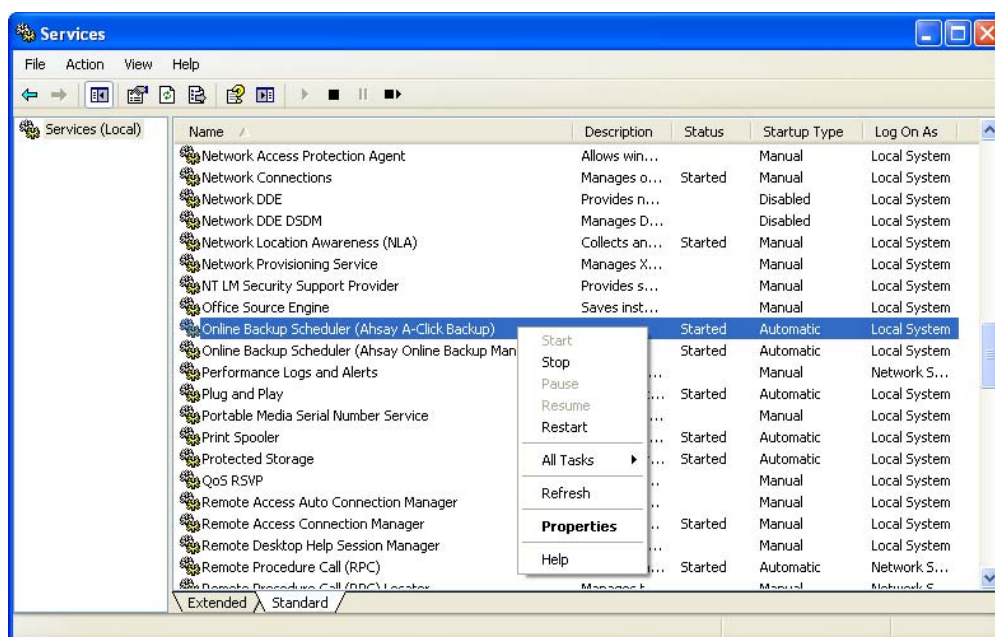 Services
File Action View Help
Services (Local)
Name Description Status Startup Type Log On As
Network Access Protection Agent Allows win... Manual Local System
Network Connections Manages o... Started Manual Local System
Network DDE Provides n... Disabled Local System
Network DDE DSDM Manages D... Disabled Local System
Network Location Awareness (NLA) Collects an... Started Manual Local System
Network Provisioning Service Manages X... Manual Local System
NT LM Security Support Provider Provides s... Manual Local System
Office Source Engine Saves inst... Manual Local System
Online Backup Scheduler (Ahsay A-Click Backup) Started Automatic Local System
Online Backup Scheduler (Ahsay Online Backup Man Started Automatic Local System
Performance Logs and Alerts ... Manual Network S...
Plug and Play ... Started Automatic Local System
Portable Media Serial Number Service ... Manual Local System
Print Spooler ... Started Automatic Local System
Protected Storage ... Started Automatic Local System
QoS RSVP ... Manual Local System
Remote Access Auto Connection Manager ... Manual Local System
Remote Access Connection Manager ... Started Manual Local System
Remote Desktop Help Session Manager ... Manual Local System
Remote Procedure Call (RPC) ... Started Automatic Local System
Remote Procedure Call (RPC) Locator Manages t... Manual Network S...
Start
Stop
Pause
Resume
Restart
All Tasks
Refresh
Properties
Help
Extended Standard